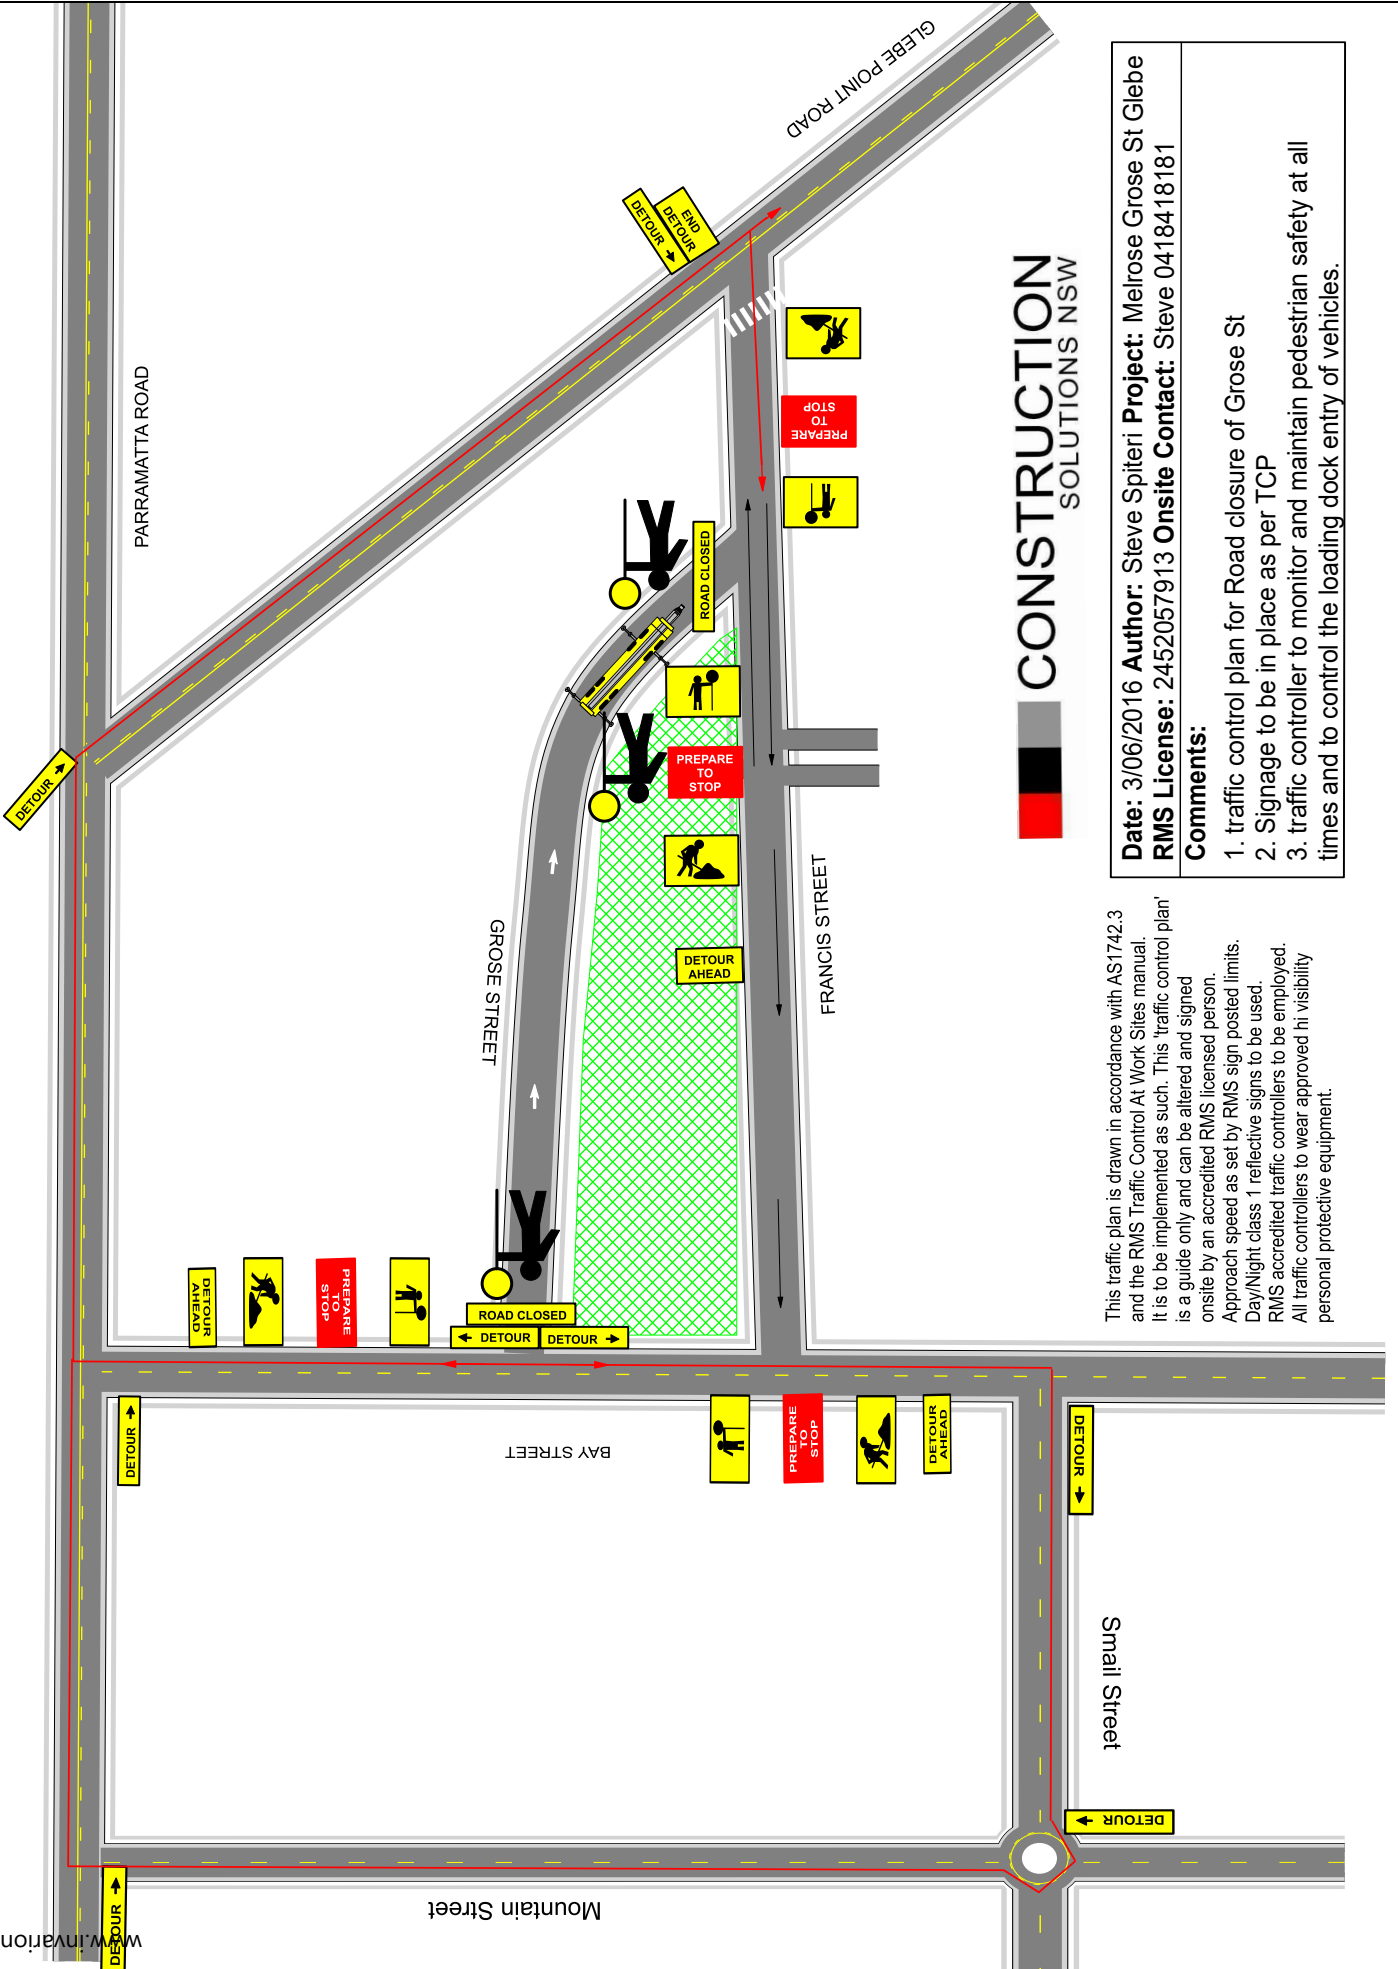 GLEBE POINT ROAD
PARRAMATTA ROAD
END
DETOUR
DETOUR
DETOUR
PREPARE
TO
STOP
ROAD CLOSED
PREPARE
TO
STOP
DETOUR
AHEAD
GROSE STREET
FRANCIS STREET
DETOUR
AHEAD
PREPARE
TO
STOP
ROAD CLOSED
DETOUR
DETOUR
DETOUR
BAY STREET
PREPARE
TO
STOP
DETOUR
AHEAD
DETOUR
Smail Street
DETOUR
DETOUR
Mountain Street
www.invarion
CONSTRUCTION
SOLUTIONS NSW
Date: 3/06/2016 Author: Steve Spiteri Project: Melrose Grose St Glebe
RMS License: 2452057913 Onsite Contact: Steve 0418418181
Comments:
1. traffic control plan for Road closure of Grose St
2. Signage to be in place as per TCP
3. traffic controller to monitor and maintain pedestrian safety at all
times and to control the loading dock entry of vehicles.
This traffic plan is drawn in accordance with AS1742.3
and the RMS Traffic Control At Work Sites manual.
It is to be implemented as such. This 'traffic control plan'
is a guide only and can be altered and signed
onsite by an accredited RMS licensed person.
Approach speed as set by RMS sign posted limits.
Day/Night class 1 reflective signs to be used.
RMS accredited traffic controllers to be employed.
All traffic controllers to wear approved hi visibility
personal protective equipment.